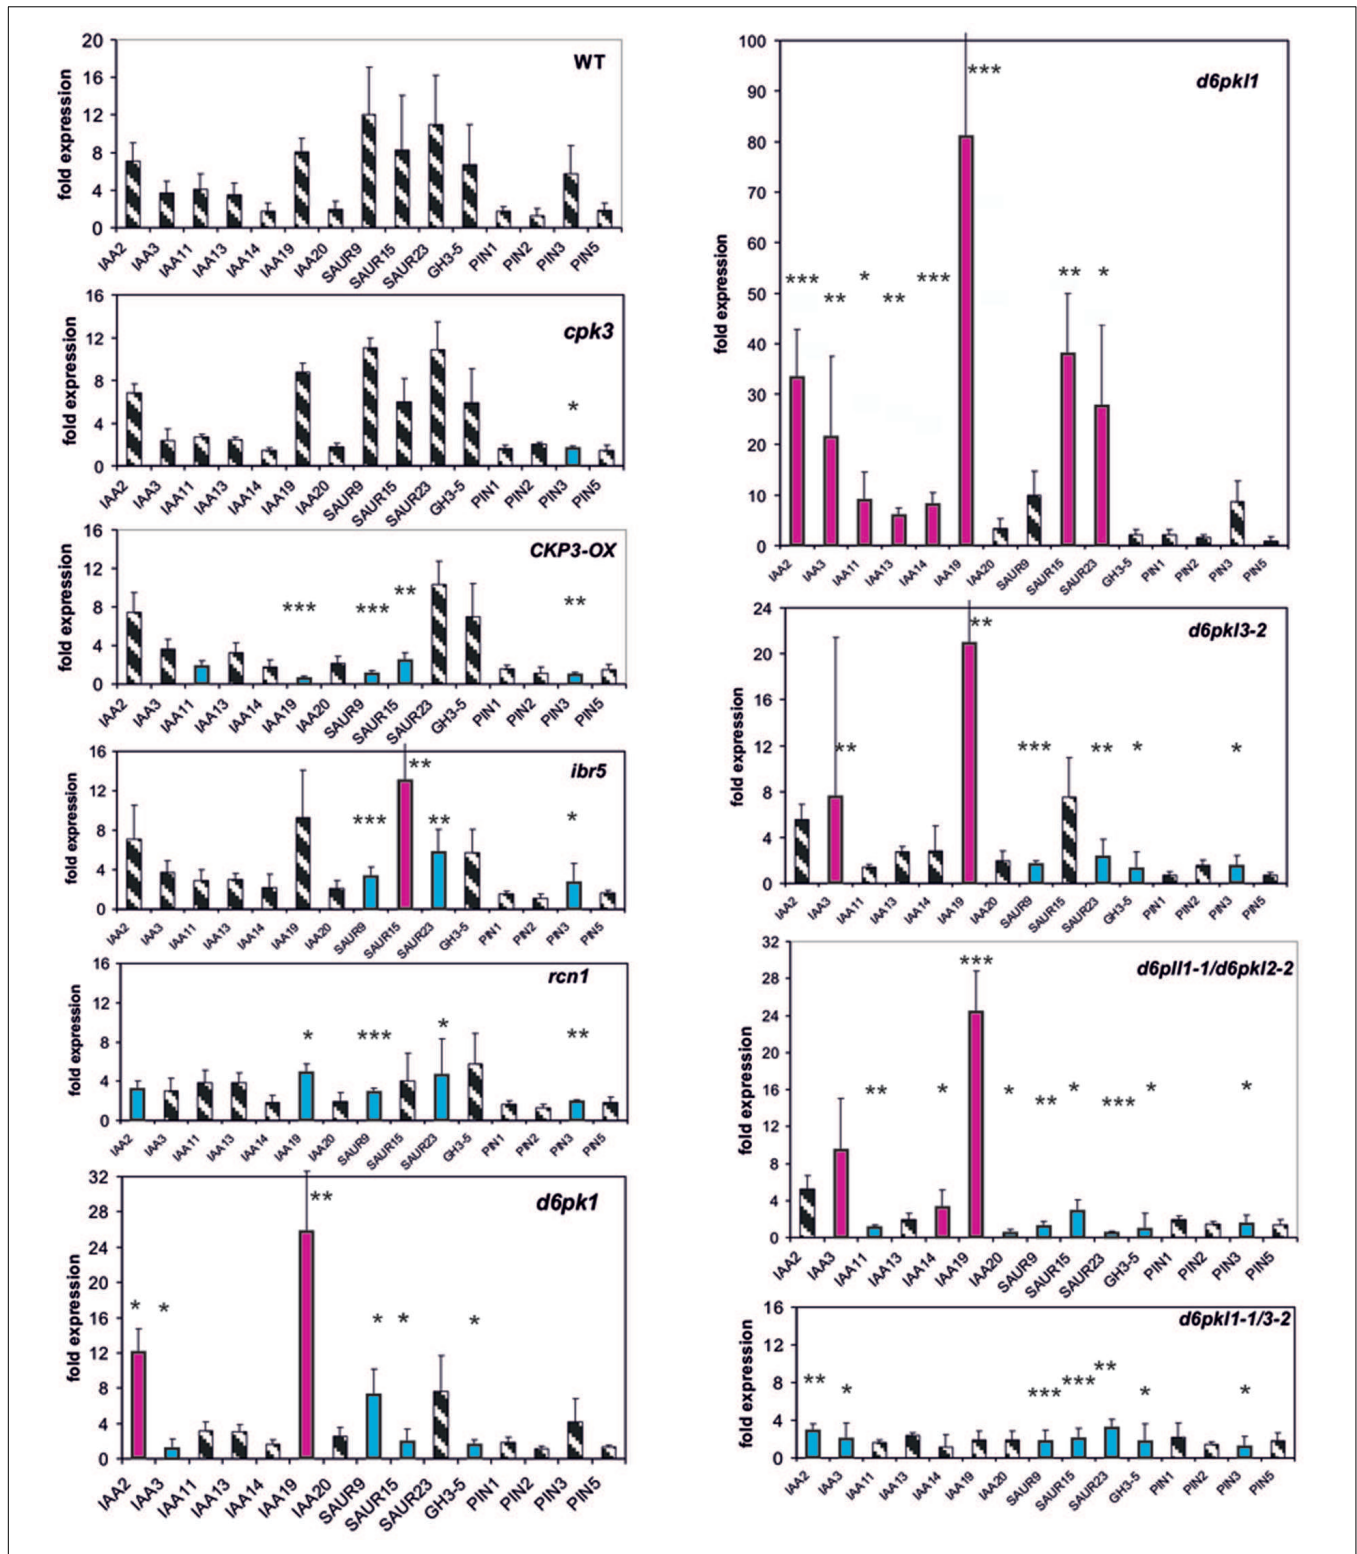 20
16
12
8
4
0
fold expression
WT
IAA2 IAA3 IAA11 IAA13 IAA14 IAA19 IAA20 SAUR9 SAUR15 SAUR23 GH3-5 PIN1 PIN2 PIN3 PIN5
16
12
8
4
0
fold expression
cpk3
*
IAA2 IAA3 IAA11 IAA13 IAA14 IAA19 IAA20 SAUR9 SAUR15 SAUR23 GH3-5 PIN1 PIN2 PIN3 PIN5
16
12
8
4
0
fold expression
CKP3-OX
*** *** ** **
IAA2 IAA3 IAA11 IAA13 IAA14 IAA19 IAA20 SAUR9 SAUR15 SAUR23 GH3-5 PIN1 PIN2 PIN3 PIN5
16
12
8
4
0
fold expression
ibr5
*** ** ** *
IAA2 IAA3 IAA11 IAA13 IAA14 IAA19 IAA20 SAUR9 SAUR15 SAUR23 GH3-5 PIN1 PIN2 PIN3 PIN5
16
12
8
4
0
fold expression
rcn1
* *** * **
IAA2 IAA3 IAA11 IAA13 IAA14 IAA19 IAA20 SAUR9 SAUR15 SAUR23 GH3-5 PIN1 PIN2 PIN3 PIN5
32
28
24
20
16
12
8
4
0
fold expression
d6pk1
* * ** * * *
IAA2 IAA3 IAA11 IAA13 IAA14 IAA19 IAA20 SAUR9 SAUR15 SAUR23 GH3-5 PIN1 PIN2 PIN3 PIN5
100
90
80
70
60
50
40
30
20
10
0
fold expression
d6pkl1
*** ** * ** *** *** ** *
IAA2 IAA3 IAA11 IAA13 IAA14 IAA19 IAA20 SAUR9 SAUR15 SAUR23 GH3-5 PIN1 PIN2 PIN3 PIN5
24
20
16
12
8
4
0
fold expression
d6pkl3-2
** ** *** ** * *
IAA2 IAA3 IAA11 IAA13 IAA14 IAA19 IAA20 SAUR9 SAUR15 SAUR23 GH3-5 PIN1 PIN2 PIN3 PIN5
32
28
24
20
16
12
8
4
0
fold expression
d6pll1-1/d6pkl2-2
** * *** * ** * *** * *
IAA2 IAA3 IAA11 IAA13 IAA14 IAA19 IAA20 SAUR9 SAUR15 SAUR23 GH3-5 PIN1 PIN2 PIN3 PIN5
16
12
8
4
0
fold expression
d6pkl1-1/3-2
** * *** *** ** * *
IAA2 IAA3 IAA11 IAA13 IAA14 IAA19 IAA20 SAUR9 SAUR15 SAUR23 GH3-5 PIN1 PIN2 PIN3 PIN5